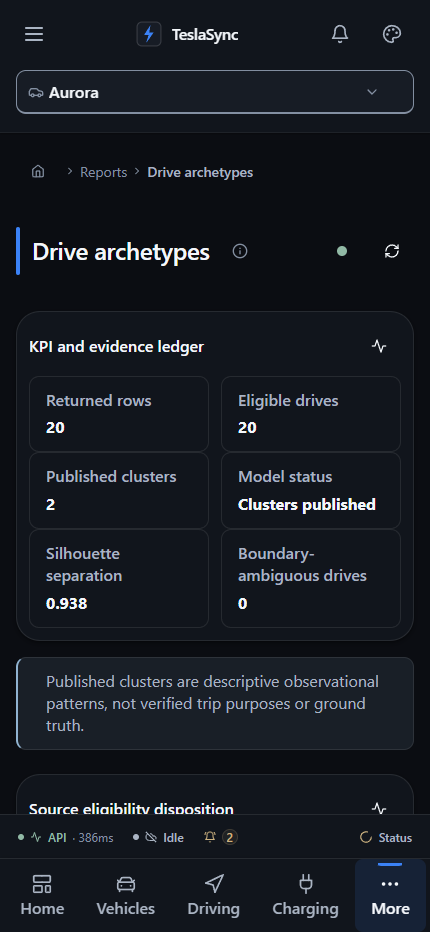 TeslaSync
Aurora
Reports Drive archetypes
Drive archetypes
KPI and evidence ledger
Returned rows
20
Eligible drives
20
Published clusters
2
Model status
Clusters published
Silhouette
separation
0.938
Boundary-
ambiguous drives
0
Published clusters are descriptive observational
patterns, not verified trip purposes or ground
truth.
Source eligibility disposition
API · 386ms Idle 2 Status
Home Vehicles Driving Charging More